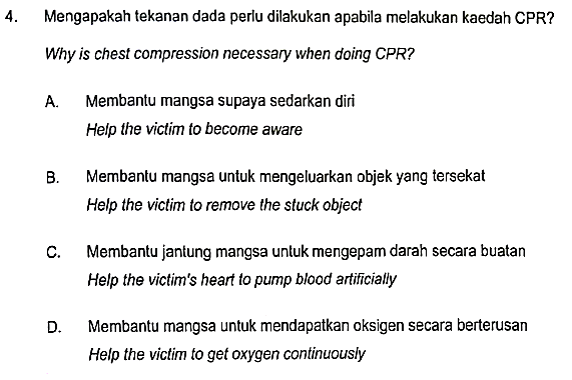 4. Mengapakah tekanan dada perlu dilakukan apabila melakukan kaedah CPR?
Why is chest compression necessary when doing CPR?
A. Membantu mangsa supaya sedarkan diri
Help the victim to become aware
B. Membantu mangsa untuk mengeluarkan objek yang tersekat
Help the victim to remove the stuck object
C. Membantu jantung mangsa untuk mengepam darah secara buatan
Help the victim's heart to pump blood artificially
D. Membantu mangsa untuk mendapatkan oksigen secara berterusan
Help the victim to get oxygen continuously